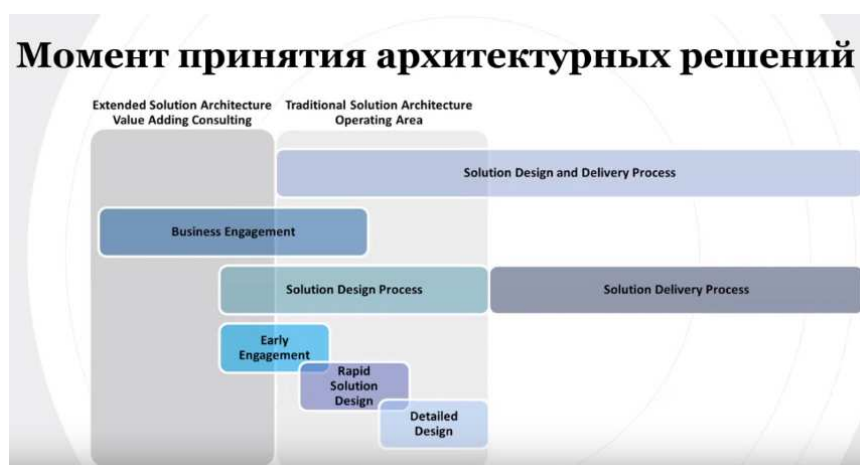 Момент принятия архитектурных решений
Extended Solution Architecture
Value Adding Consulting
Traditional Solution Architecture
Operating Area
Solution Design and Delivery Process
Business Engagement
Solution Design Process
Solution Delivery Process
Early
Engagement
Rapid
Solution
Design
Detailed
Design